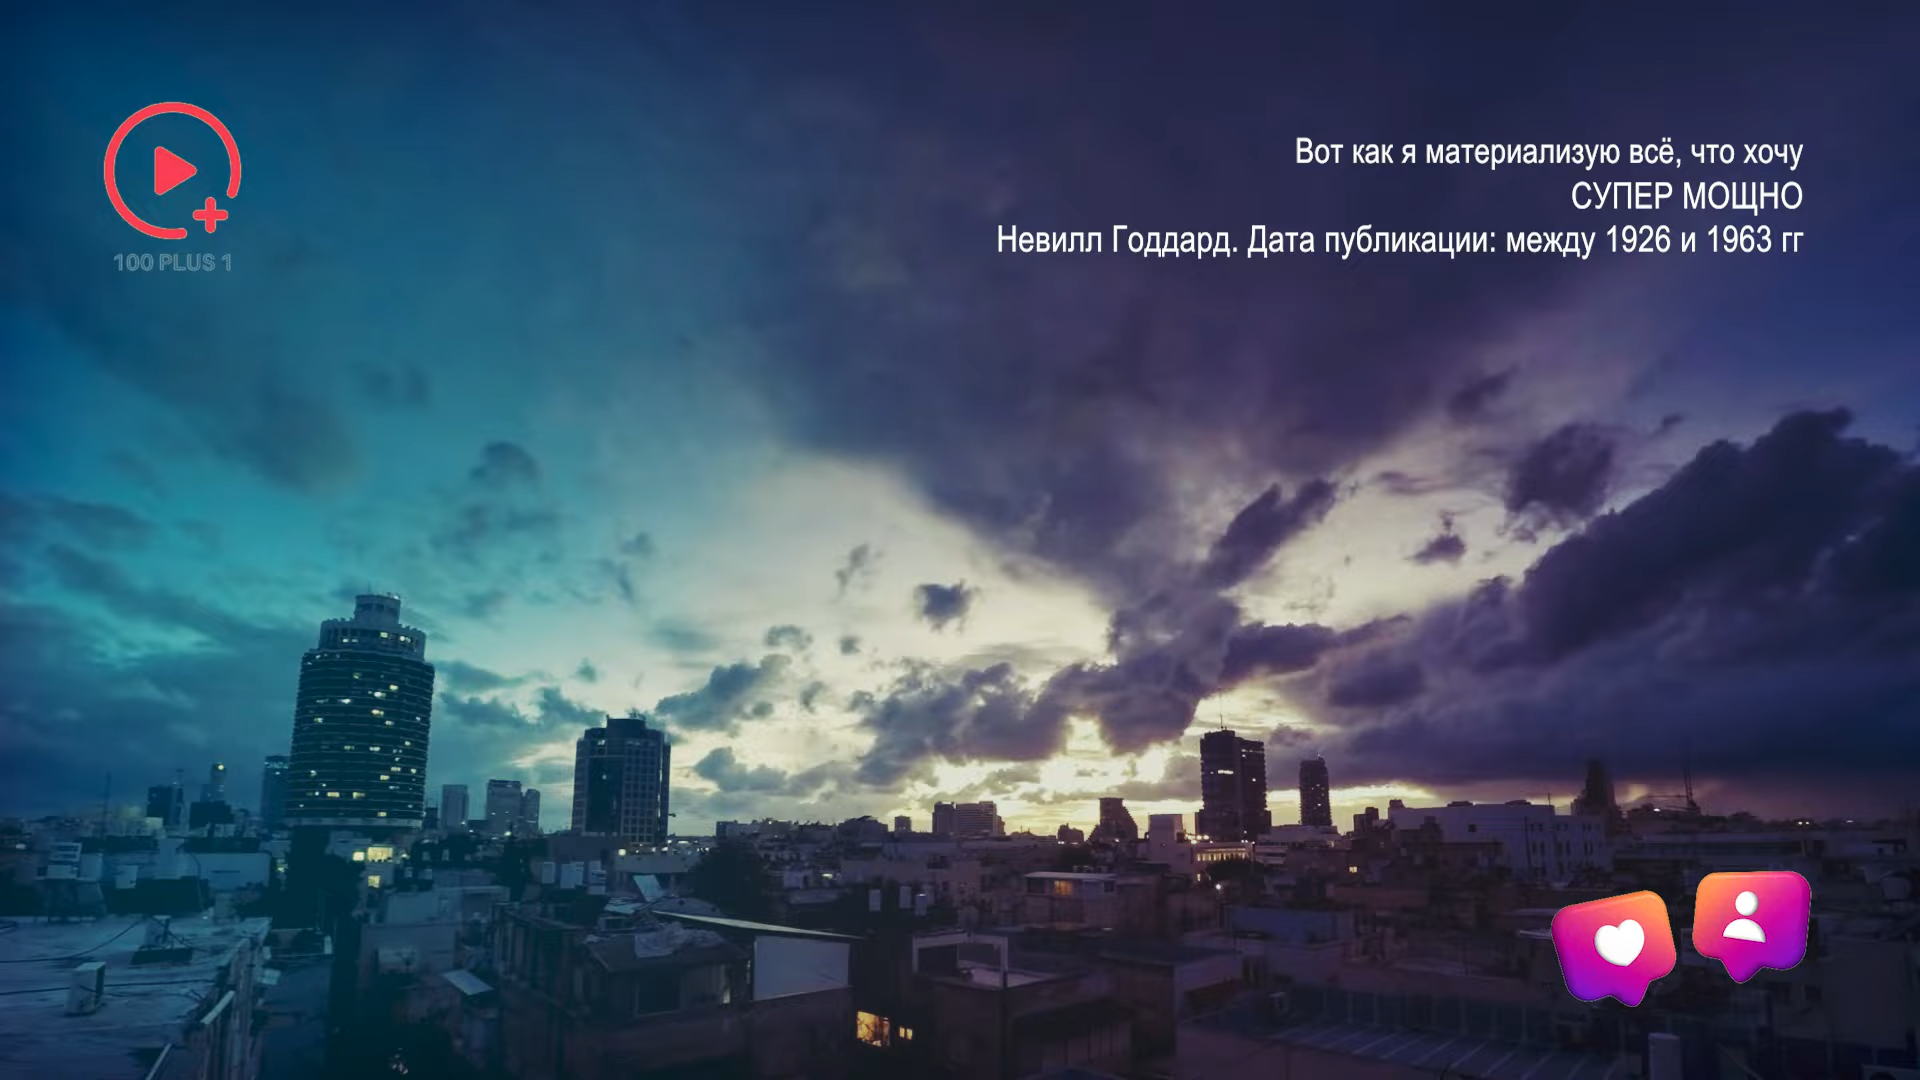 100 PLUS 1
Вот как я материализую всё, что хочу
СУПЕР МОЩНО
Невилл Годдард. Дата публикации: между 1926 и 1963 гг